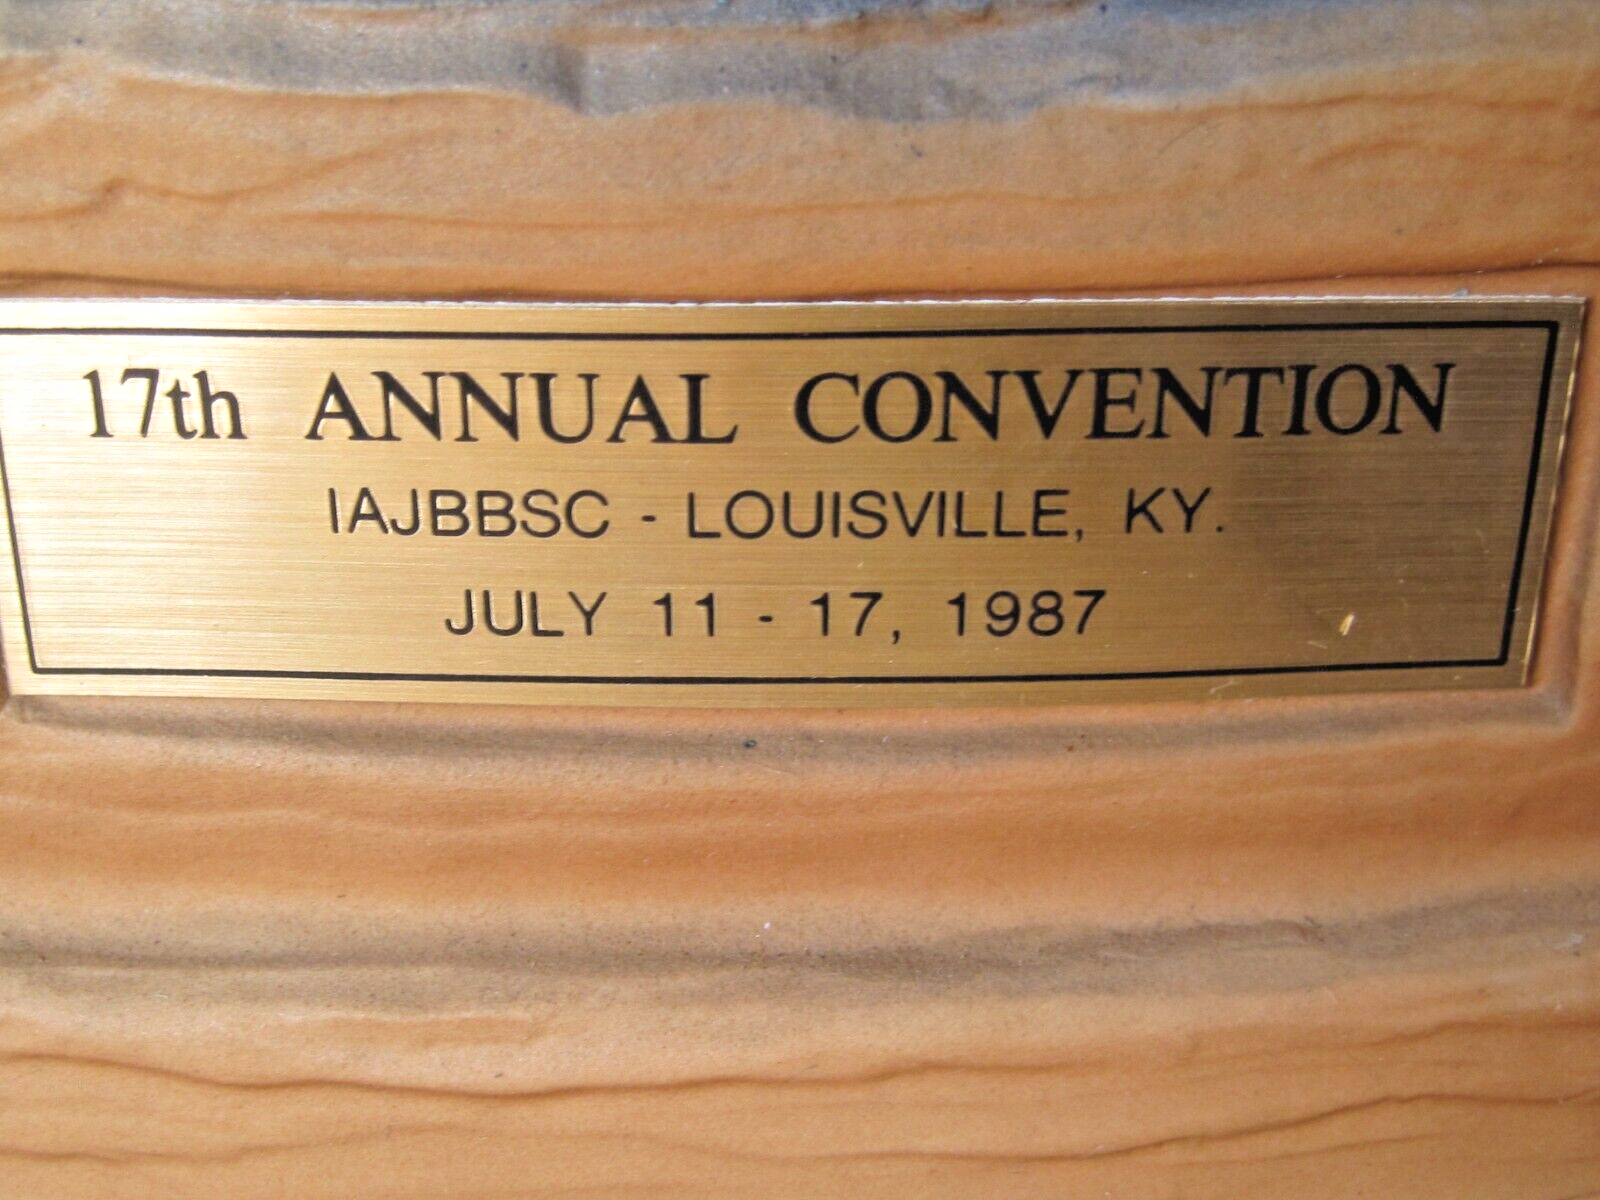 17th ANNUAL CONVENTION
IAJBBSC - LOUISVILLE, KY.
JULY 11 - 17, 1987